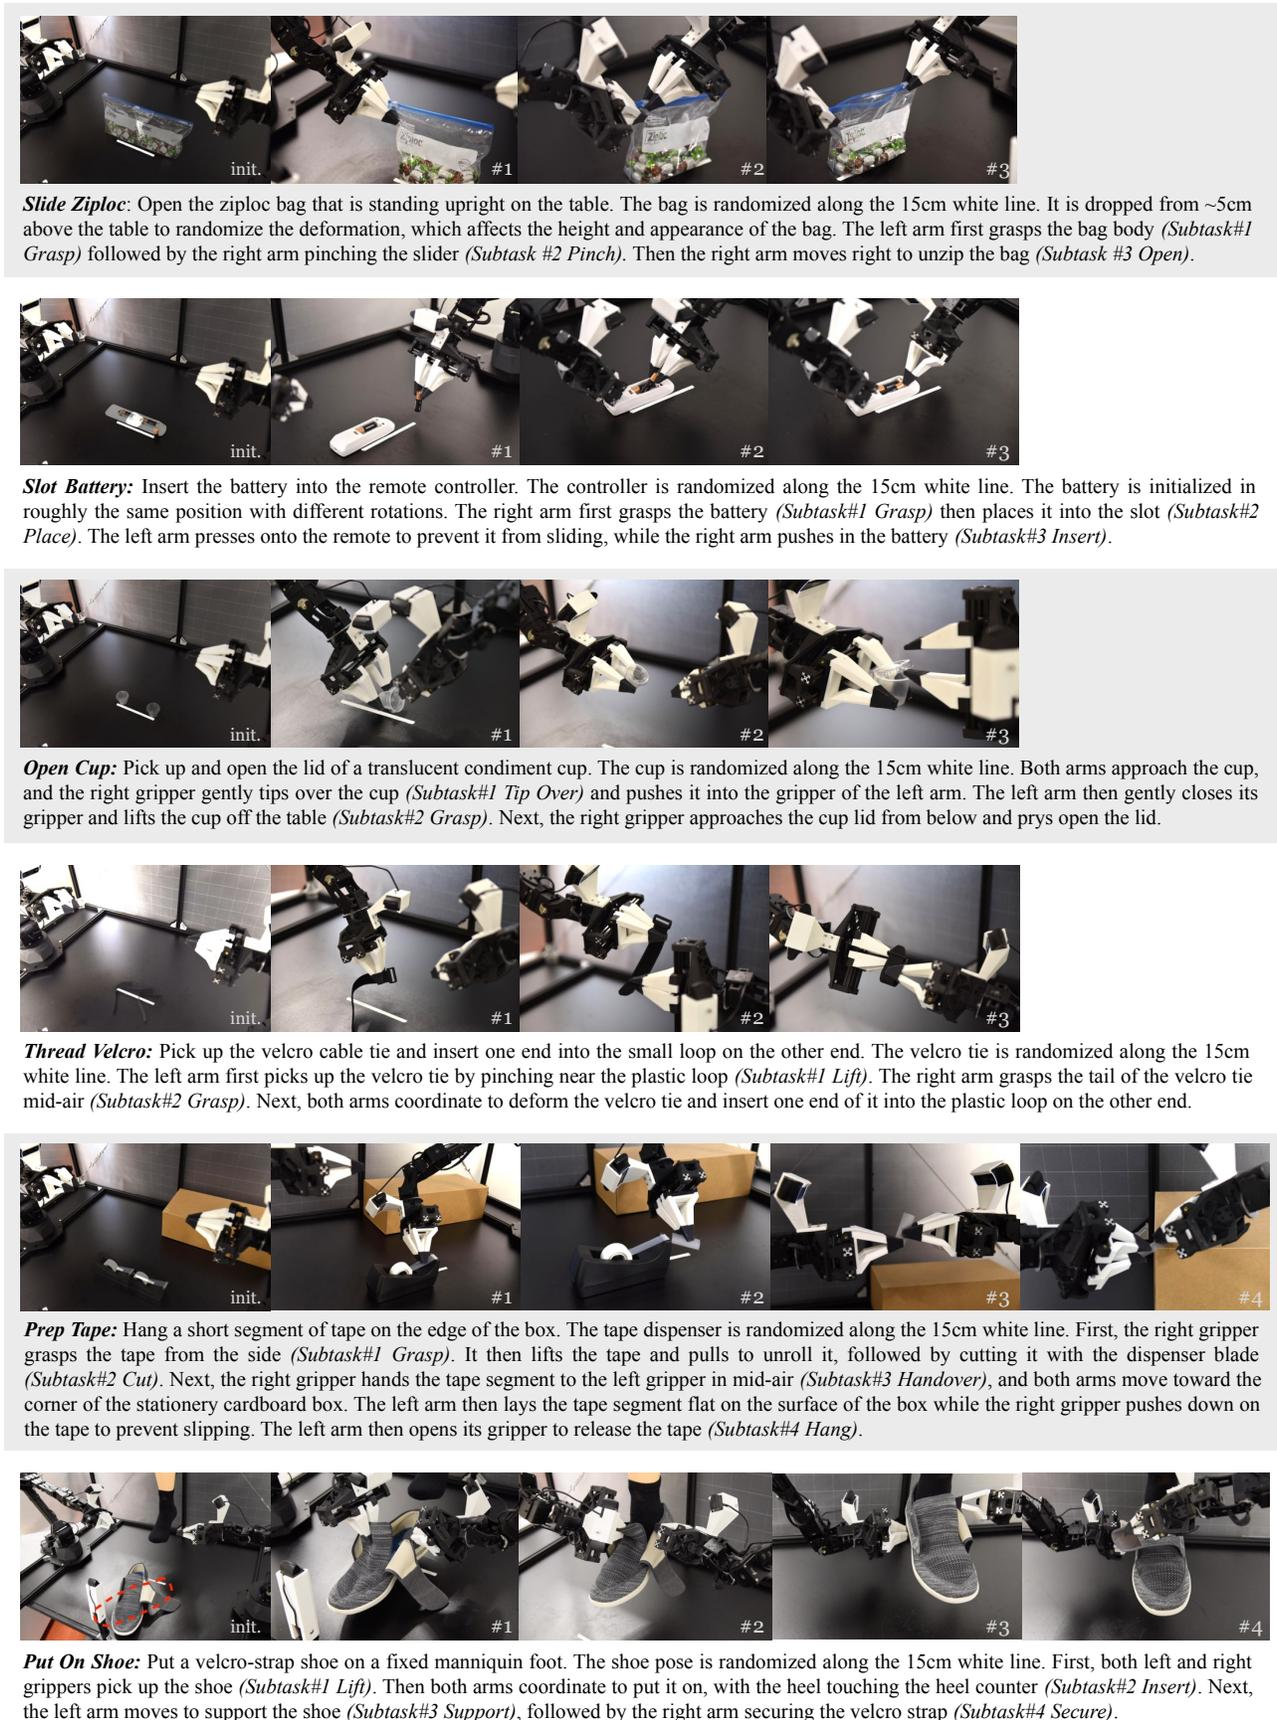 init. #1 #2 #3
Slide Ziploc: Open the ziploc bag that is standing upright on the table. The bag is randomized along the 15cm white line. It is dropped from ~5cm
above the table to randomize the deformation, which affects the height and appearance of the bag. The left arm first grasps the bag body (Subtask#1
Grasp) followed by the right arm pinching the slider (Subtask #2 Pinch). Then the right arm moves right to unzip the bag (Subtask #3 Open).
init. #1 #2 #3
Slot Battery: Insert the battery into the remote controller. The controller is randomized along the 15cm white line. The battery is initialized in
roughly the same position with different rotations. The right arm first grasps the battery (Subtask#1 Grasp) then places it into the slot (Subtask#2
Place). The left arm presses onto the remote to prevent it from sliding, while the right arm pushes in the battery (Subtask#3 Insert).
init. #1 #2 #3
Open Cup: Pick up and open the lid of a translucent condiment cup. The cup is randomized along the 15cm white line. Both arms approach the cup,
and the right gripper gently tips over the cup (Subtask#1 Tip Over) and pushes it into the gripper of the left arm. The left arm then gently closes its
gripper and lifts the cup off the table (Subtask#2 Grasp). Next, the right gripper approaches the cup lid from below and prys open the lid.
init. #1 #2 #3
Thread Velcro: Pick up the velcro cable tie and insert one end into the small loop on the other end. The velcro tie is randomized along the 15cm
white line. The left arm first picks up the velcro tie by pinching near the plastic loop (Subtask#1 Lift). The right arm grasps the tail of the velcro tie
mid-air (Subtask#2 Grasp). Next, both arms coordinate to deform the velcro tie and insert one end of it into the plastic loop on the other end.
init. #1 #2 #3 #4
Prep Tape: Hang a short segment of tape on the edge of the box. The tape dispenser is randomized along the 15cm white line. First, the right gripper
grasps the tape from the side (Subtask#1 Grasp). It then lifts the tape and pulls to unroll it, followed by cutting it with the dispenser blade
(Subtask#2 Cut). Next, the right gripper hands the tape segment to the left gripper in mid-air (Subtask#3 Handover), and both arms move toward the
corner of the stationery cardboard box. The left arm then lays the tape segment flat on the surface of the box while the right gripper pushes down on
the tape to prevent slipping. The left arm then opens its gripper to release the tape (Subtask#4 Hang).
init. #1 #2 #3 #4
Put On Shoe: Put a velcro-strap shoe on a fixed manniquin foot. The shoe pose is randomized along the 15cm white line. First, both left and right
grippers pick up the shoe (Subtask#1 Lift). Then both arms coordinate to put it on, with the heel touching the heel counter (Subtask#2 Insert). Next,
the left arm moves to support the shoe (Subtask#3 Support), followed by the right arm securing the velcro strap (Subtask#4 Secure).